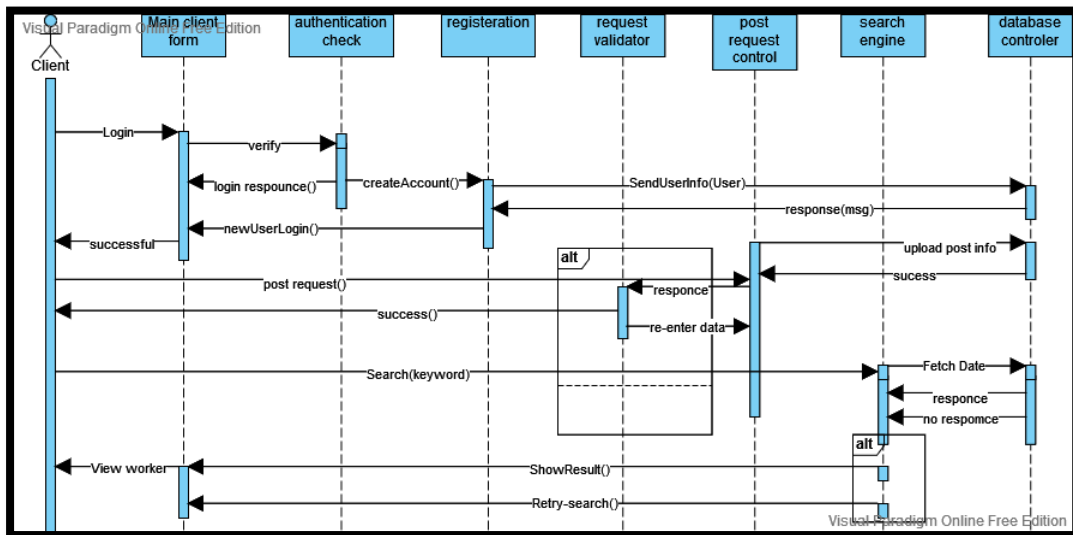 Visual Paradigm Online Free Edition
Client
Main client
form
authentication
check
registeration
request
validator
post
request
control
search
engine
database
controler
Login
verify
login respounce()
createAccount()
SendUserInfo(User)
response(msg)
newUserLogin()
successful
upload post info
alt
sucess
post request()
responce
success()
re-enter data
Fetch Date
Search(keyword)
responce
no respomce
alt
View worker
ShowResult()
Retry-search()
Visual Paradigm Online Free Edition